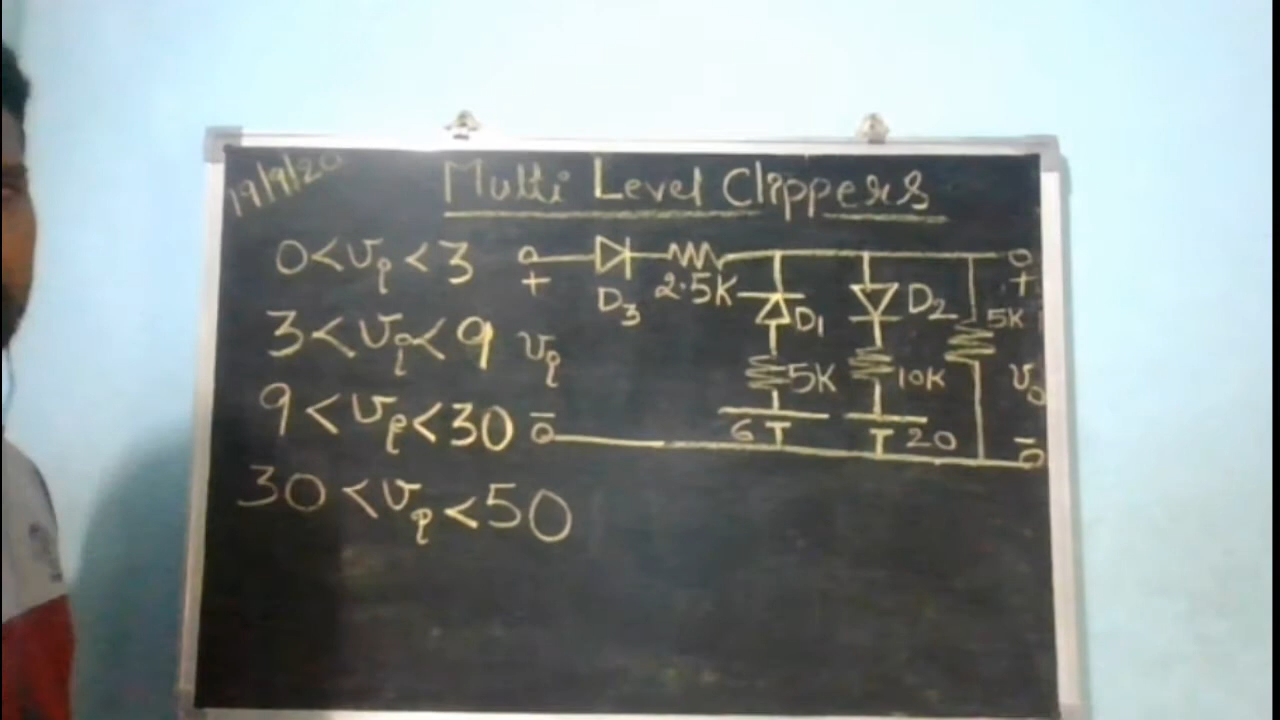 19/9/20
Multi Level Clippers
0<vi<3
3<vi<9
9<vi<30
30<vi<50
+
D3
2.5K
D1
D2
5K
+
vi
5K
10K
vo
-
6
20
-